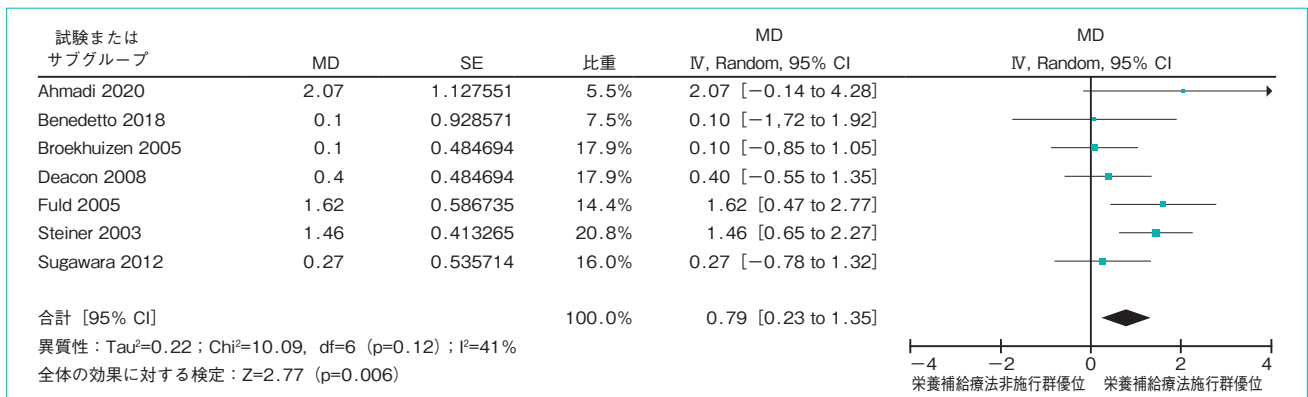 試験または
サブグループ MD SE 比重 MD IV, Random, 95% CI MD IV, Random, 95% CI
Ahmadi 2020 2.07 1.127551 5.5% 2.07［−0.14 to 4.28］
Benedetto 2018 0.1 0.928571 7.5% 0.10［−1,72 to 1.92］
Broekhuizen 2005 0.1 0.484694 17.9% 0.10［−0,85 to 1.05］
Deacon 2008 0.4 0.484694 17.9% 0.40［−0.55 to 1.35］
Fuld 2005 1.62 0.586735 14.4% 1.62［0.47 to 2.77］
Steiner 2003 1.46 0.413265 20.8% 1.46［0.65 to 2.27］
Sugawara 2012 0.27 0.535714 16.0% 0.27［−0.78 to 1.32］
合計［95% CI］ 100.0% 0.79［0.23 to 1.35］
異質性：Tau²=0.22；Chi²=10.09, df=6（p=0.12）；I²=41%
全体の効果に対する検定：Z=2.77（p=0.006）
−4 −2 0 2 4
栄養補給療法非施行群優位 栄養補給療法施行群優位